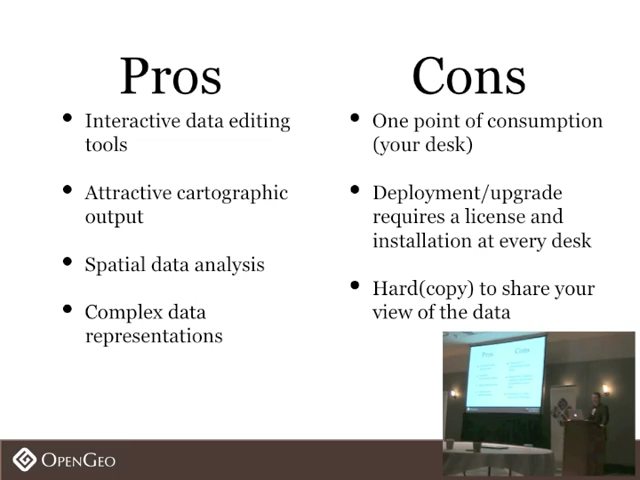 Pros
• Interactive data editing
tools
• Attractive cartographic
output
• Spatial data analysis
• Complex data
representations
Cons
• One point of consumption
(your desk)
• Deployment/upgrade
requires a license and
installation at every desk
• Hard(copy) to share your
view of the data
Pros Cons
OpenGeo